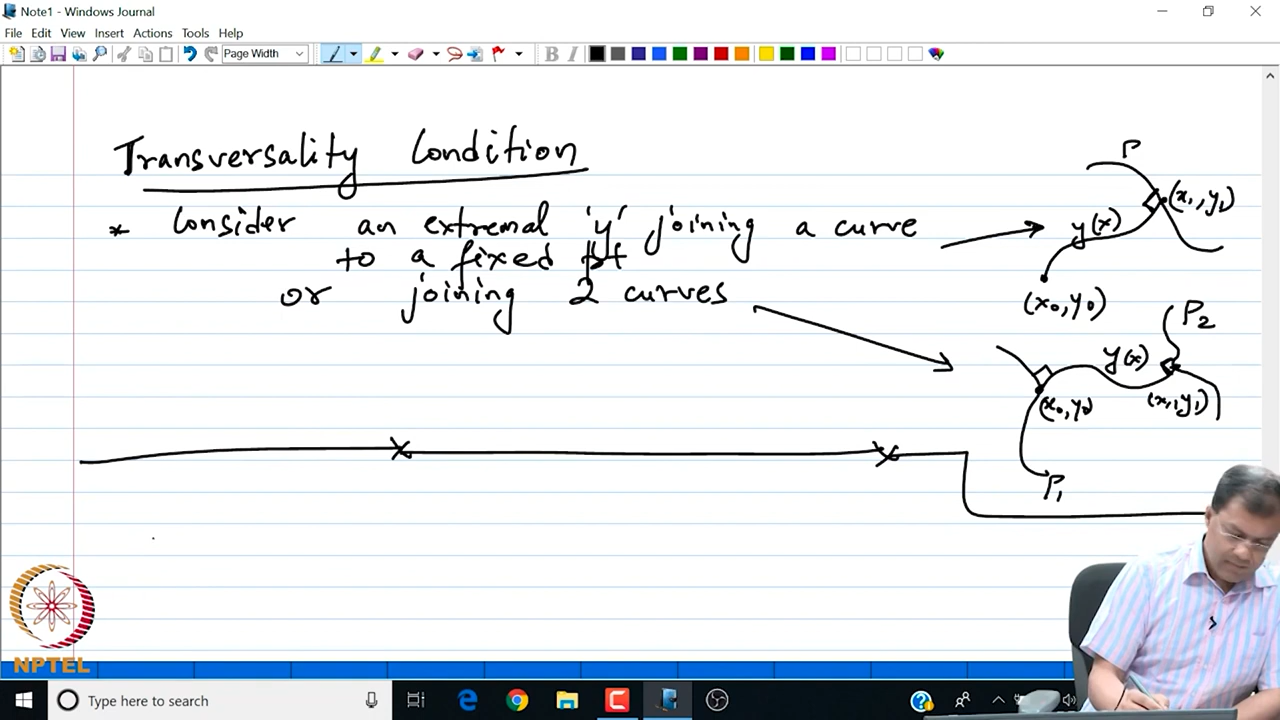 Note1 - Windows Journal
File Edit View Insert Actions Tools Help
Page Width
B I
Transversality Condition
* Consider an extremal 'y' joining a curve
to a fixed pt
or joining 2 curves
P
(x₁, y₁)
y(x)
(x₀, y₀)
P₂
y(x)
(x₀, y₀)
(x₁, y₁)
P₁
NPTEL
Type here to search